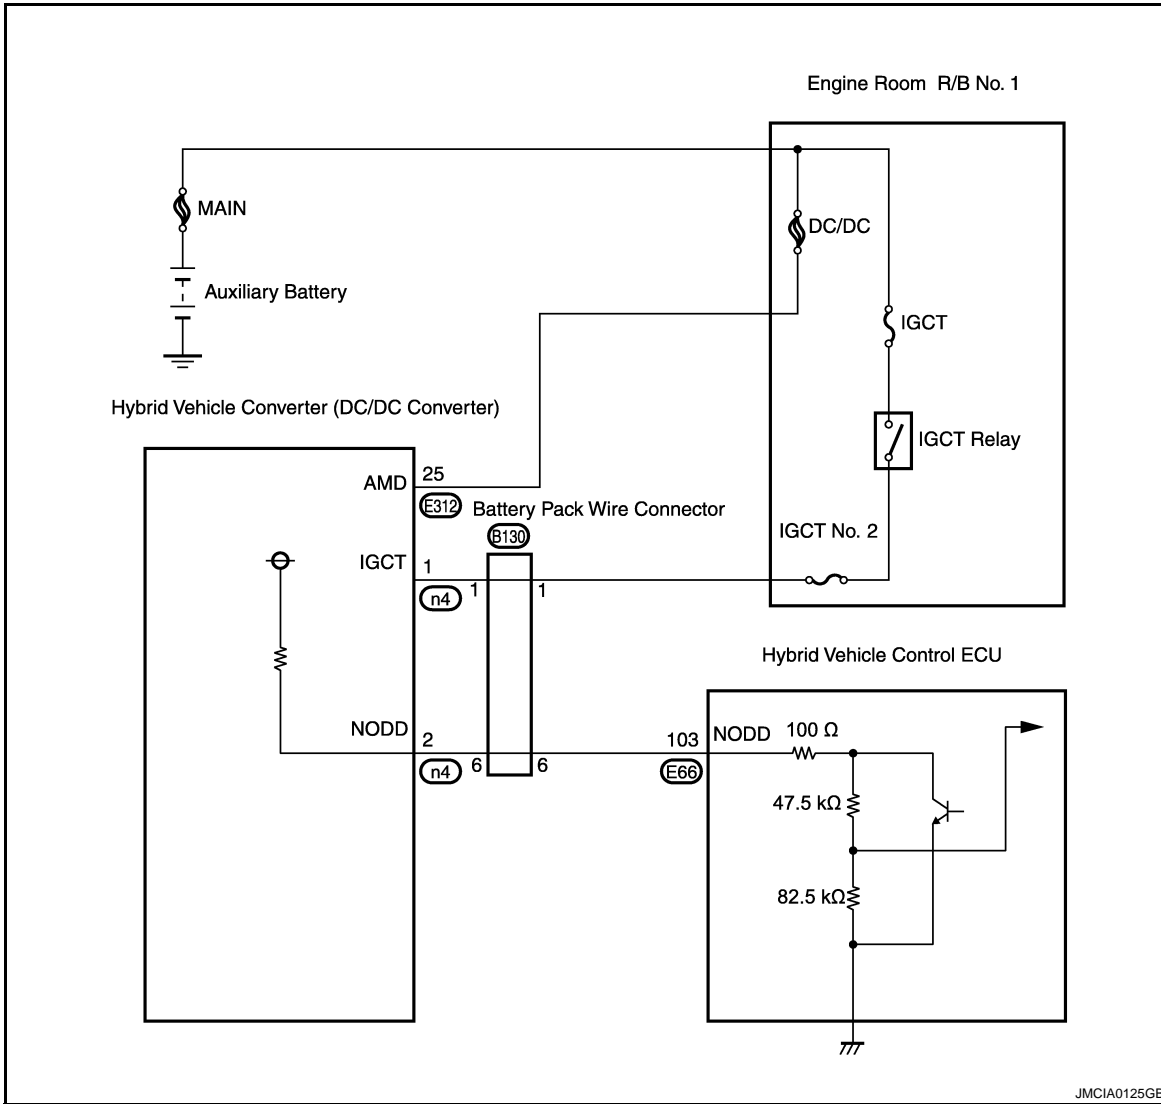 Engine Room R/B No. 1
MAIN
DC/DC
Auxiliary Battery
IGCT
Hybrid Vehicle Converter (DC/DC Converter)
IGCT Relay
AMD
25
E312
Battery Pack Wire Connector
B130
IGCT No. 2
IGCT
1
n4
1
1
Hybrid Vehicle Control ECU
NODD
2
n4
6
6
103
E66
NODD
100 Ω
47.5 kΩ
82.5 kΩ
JMCIA0125GB